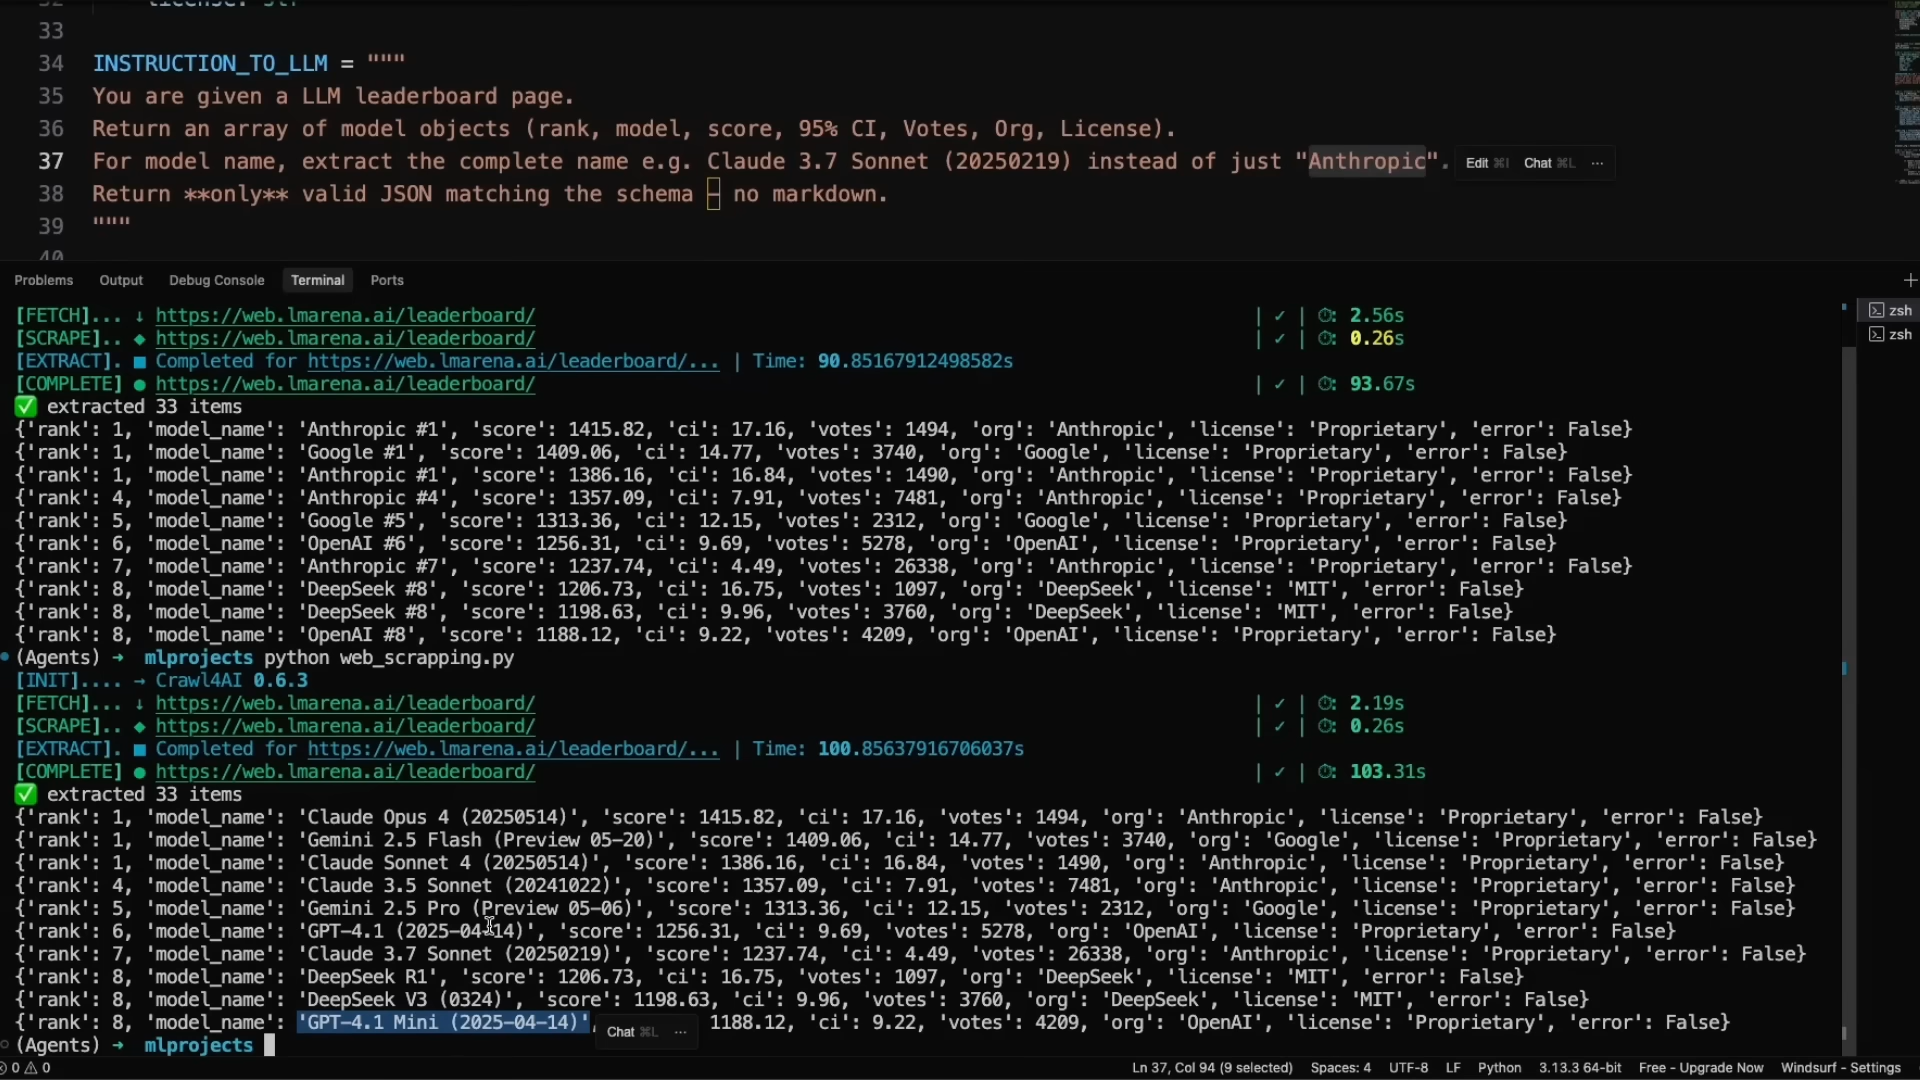 32 license: str
33
34 INSTRUCTION_TO_LLM = """
35 You are given a LLM leaderboard page.
36 Return an array of model objects (rank, model, score, 95% CI, Votes, Org, License).
37 For model name, extract the complete name e.g. Claude 3.7 Sonnet (20250219) instead of just "Anthropic". Edit ⌘I Chat ⌘L ···
38 Return **only** valid JSON matching the schema – no markdown.
39 """
40
Problems Output Debug Console Terminal Ports
[FETCH]... ↓ https://web.lmarena.ai/leaderboard/ | ✓ | ⏱: 2.56s
[SCRAPE].. ◆ https://web.lmarena.ai/leaderboard/ | ✓ | ⏱: 0.26s
[EXTRACT]. ■ Completed for https://web.lmarena.ai/leaderboard/... | Time: 90.85167912498582s
[COMPLETE] ● https://web.lmarena.ai/leaderboard/ | ✓ | ⏱: 93.67s
✅ extracted 33 items
{'rank': 1, 'model_name': 'Anthropic #1', 'score': 1415.82, 'ci': 17.16, 'votes': 1494, 'org': 'Anthropic', 'license': 'Proprietary', 'error': False}
{'rank': 1, 'model_name': 'Google #1', 'score': 1409.06, 'ci': 14.77, 'votes': 3740, 'org': 'Google', 'license': 'Proprietary', 'error': False}
{'rank': 1, 'model_name': 'Anthropic #1', 'score': 1386.16, 'ci': 16.84, 'votes': 1490, 'org': 'Anthropic', 'license': 'Proprietary', 'error': False}
{'rank': 4, 'model_name': 'Anthropic #4', 'score': 1357.09, 'ci': 7.91, 'votes': 7481, 'org': 'Anthropic', 'license': 'Proprietary', 'error': False}
{'rank': 5, 'model_name': 'Google #5', 'score': 1313.36, 'ci': 12.15, 'votes': 2312, 'org': 'Google', 'license': 'Proprietary', 'error': False}
{'rank': 6, 'model_name': 'OpenAI #6', 'score': 1256.31, 'ci': 9.69, 'votes': 5278, 'org': 'OpenAI', 'license': 'Proprietary', 'error': False}
{'rank': 7, 'model_name': 'Anthropic #7', 'score': 1237.74, 'ci': 4.49, 'votes': 26338, 'org': 'Anthropic', 'license': 'Proprietary', 'error': False}
{'rank': 8, 'model_name': 'DeepSeek #8', 'score': 1206.73, 'ci': 16.75, 'votes': 1097, 'org': 'DeepSeek', 'license': 'MIT', 'error': False}
{'rank': 8, 'model_name': 'DeepSeek #8', 'score': 1198.63, 'ci': 9.96, 'votes': 3760, 'org': 'DeepSeek', 'license': 'MIT', 'error': False}
{'rank': 8, 'model_name': 'OpenAI #8', 'score': 1188.12, 'ci': 9.22, 'votes': 4209, 'org': 'OpenAI', 'license': 'Proprietary', 'error': False}
(Agents) → mlprojects python web_scrapping.py
[INIT].... → Crawl4AI 0.6.3
[FETCH]... ↓ https://web.lmarena.ai/leaderboard/ | ✓ | ⏱: 2.19s
[SCRAPE].. ◆ https://web.lmarena.ai/leaderboard/ | ✓ | ⏱: 0.26s
[EXTRACT]. ■ Completed for https://web.lmarena.ai/leaderboard/... | Time: 100.85637916706037s
[COMPLETE] ● https://web.lmarena.ai/leaderboard/ | ✓ | ⏱: 103.31s
✅ extracted 33 items
{'rank': 1, 'model_name': 'Claude Opus 4 (20250514)', 'score': 1415.82, 'ci': 17.16, 'votes': 1494, 'org': 'Anthropic', 'license': 'Proprietary', 'error': False}
{'rank': 1, 'model_name': 'Gemini 2.5 Flash (Preview 05-20)', 'score': 1409.06, 'ci': 14.77, 'votes': 3740, 'org': 'Google', 'license': 'Proprietary', 'error': False}
{'rank': 1, 'model_name': 'Claude Sonnet 4 (20250514)', 'score': 1386.16, 'ci': 16.84, 'votes': 1490, 'org': 'Anthropic', 'license': 'Proprietary', 'error': False}
{'rank': 4, 'model_name': 'Claude 3.5 Sonnet (20241022)', 'score': 1357.09, 'ci': 7.91, 'votes': 7481, 'org': 'Anthropic', 'license': 'Proprietary', 'error': False}
{'rank': 5, 'model_name': 'Gemini 2.5 Pro (Preview 05-06)', 'score': 1313.36, 'ci': 12.15, 'votes': 2312, 'org': 'Google', 'license': 'Proprietary', 'error': False}
{'rank': 6, 'model_name': 'GPT-4.1 (2025-04-14)', 'score': 1256.31, 'ci': 9.69, 'votes': 5278, 'org': 'OpenAI', 'license': 'Proprietary', 'error': False}
{'rank': 7, 'model_name': 'Claude 3.7 Sonnet (20250219)', 'score': 1237.74, 'ci': 4.49, 'votes': 26338, 'org': 'Anthropic', 'license': 'Proprietary', 'error': False}
{'rank': 8, 'model_name': 'DeepSeek R1', 'score': 1206.73, 'ci': 16.75, 'votes': 1097, 'org': 'DeepSeek', 'license': 'MIT', 'error': False}
{'rank': 8, 'model_name': 'DeepSeek V3 (0324)', 'score': 1198.63, 'ci': 9.96, 'votes': 3760, 'org': 'DeepSeek', 'license': 'MIT', 'error': False}
{'rank': 8, 'model_name': 'GPT-4.1 Mini (2025-04-14)', Chat ⌘L ··· 1188.12, 'ci': 9.22, 'votes': 4209, 'org': 'OpenAI', 'license': 'Proprietary', 'error': False}
(Agents) → mlprojects
zsh
zsh
0 0 Ln 37, Col 94 (9 selected) Spaces: 4 UTF-8 LF Python 3.13.3 64-bit Free - Upgrade Now Windsurf - Settings